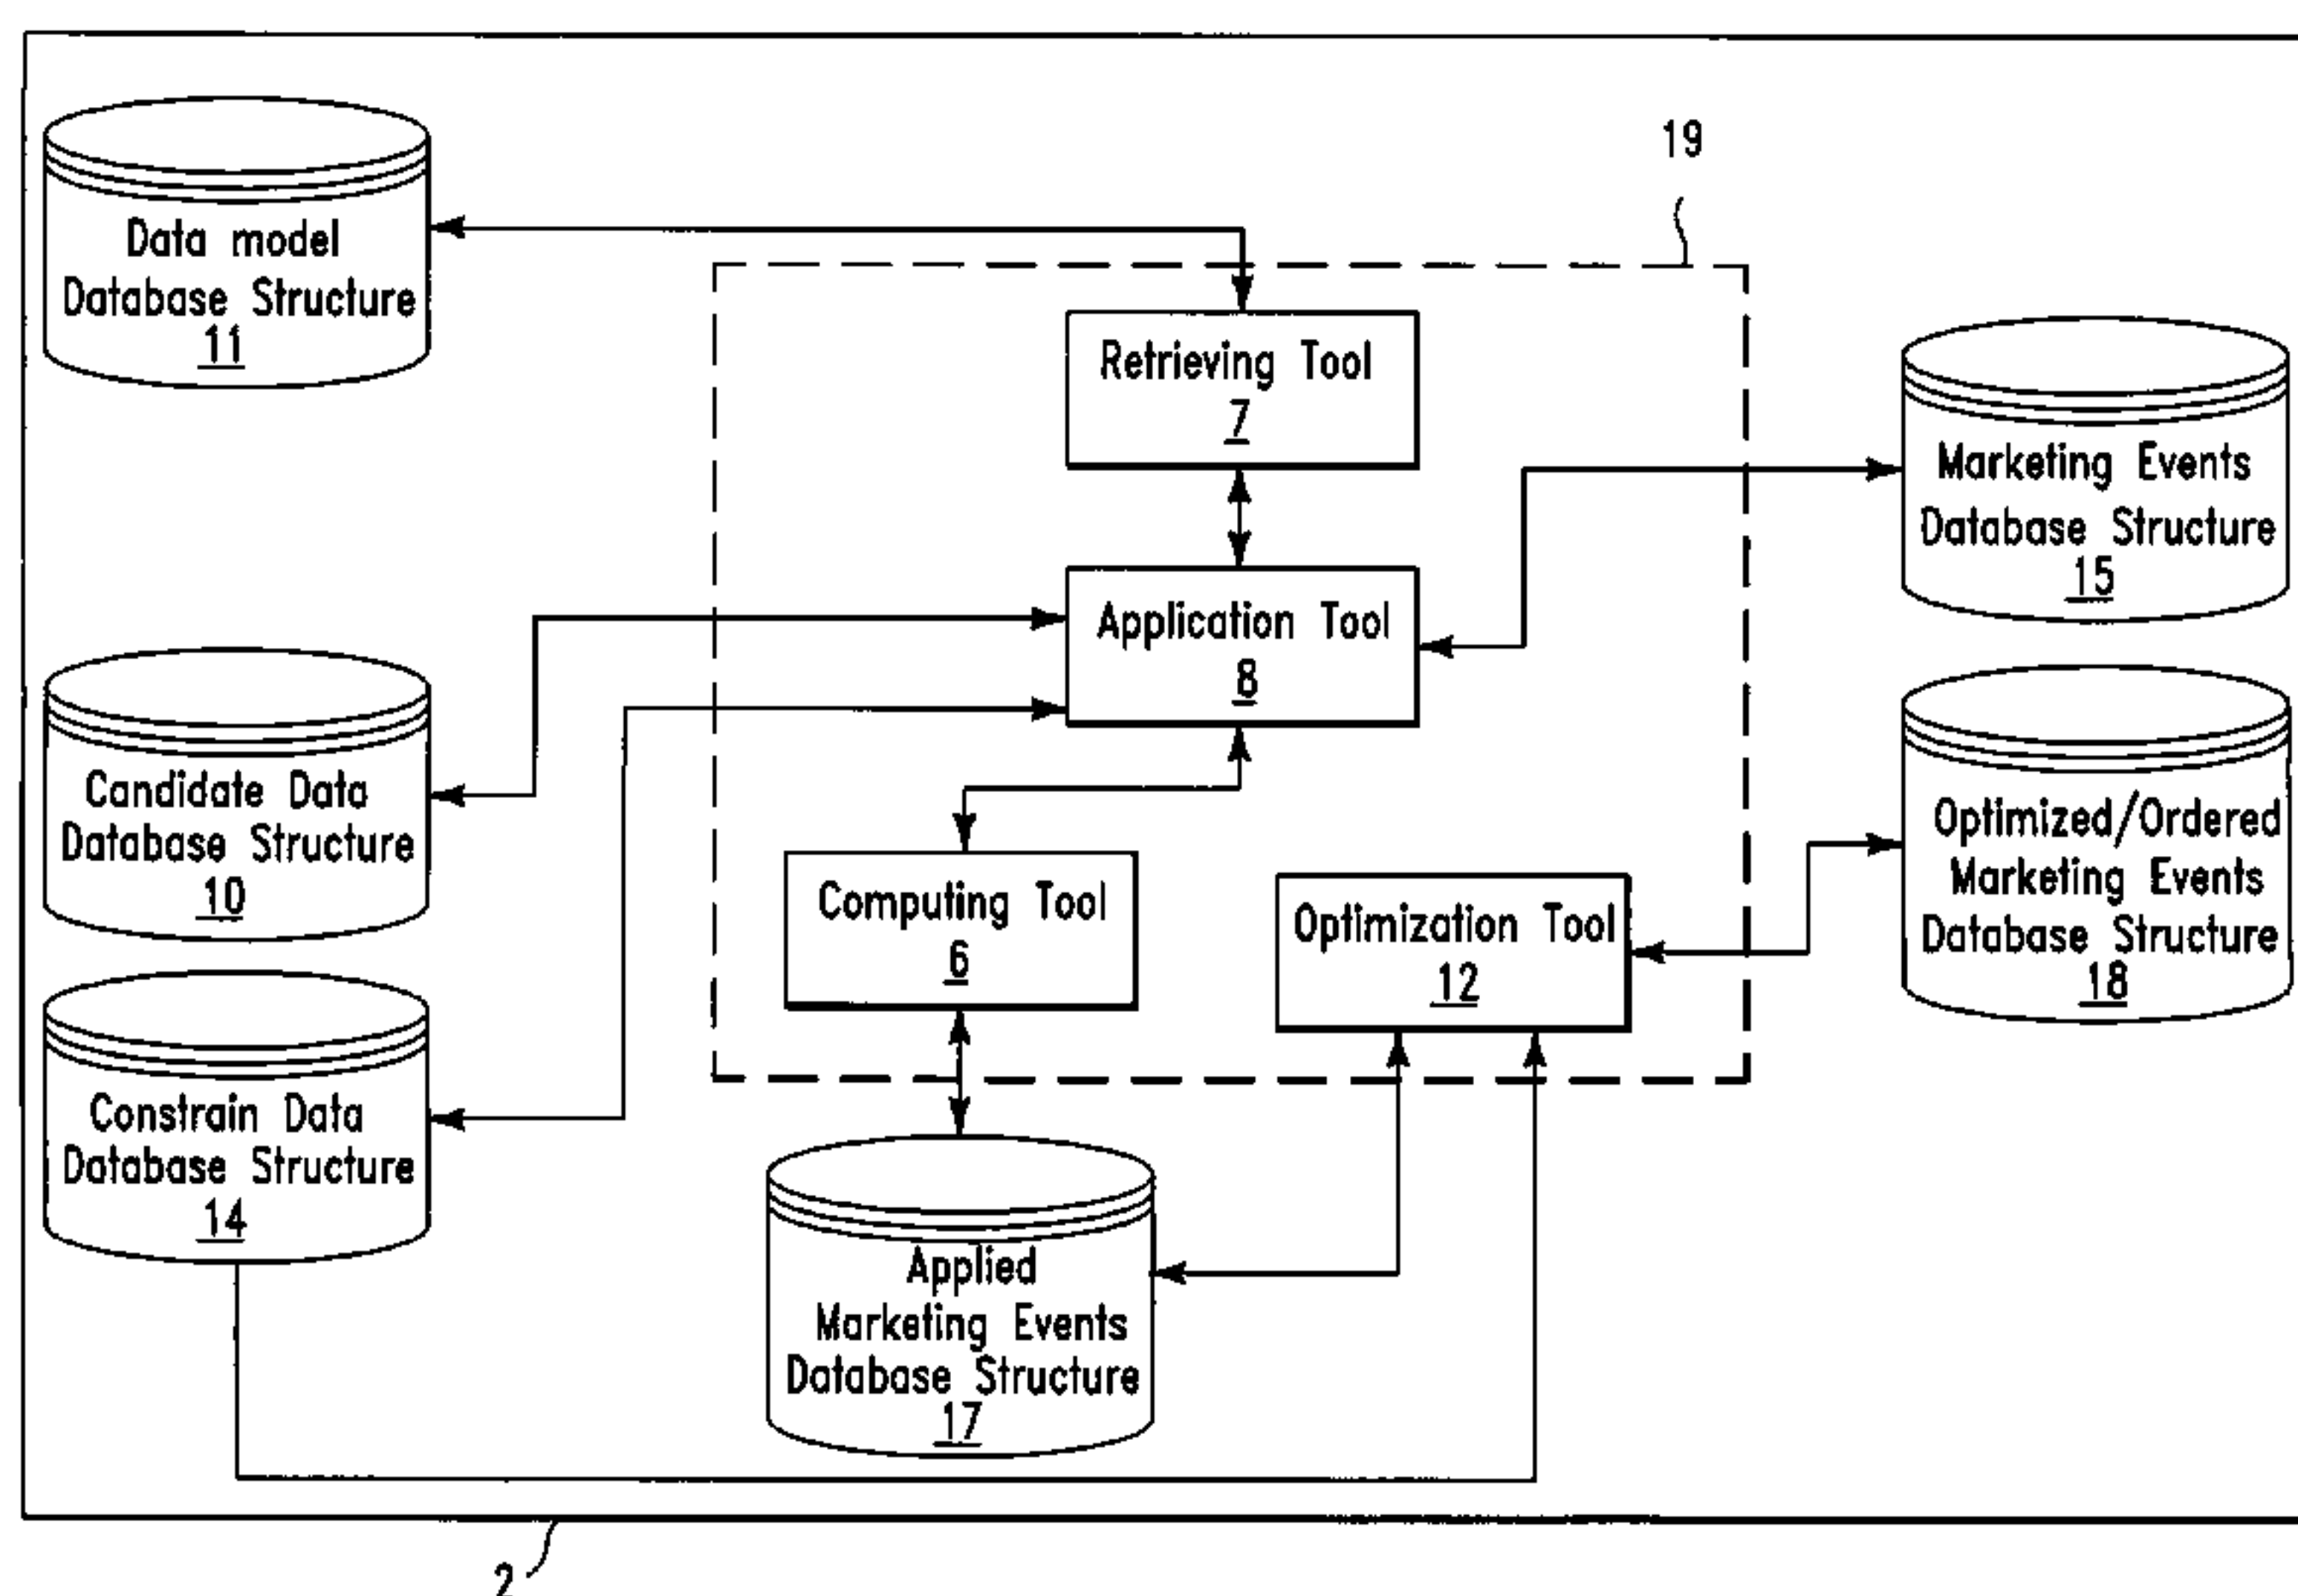 19
Data model
Database Structure
11
Retrieving Tool
7
Marketing Events
Database Structure
15
Application Tool
8
Candidate Data
Database Structure
10
Optimized/Ordered
Marketing Events
Database Structure
18
Computing Tool
6
Optimization Tool
12
Constrain Data
Database Structure
14
Applied
Marketing Events
Database Structure
17
2